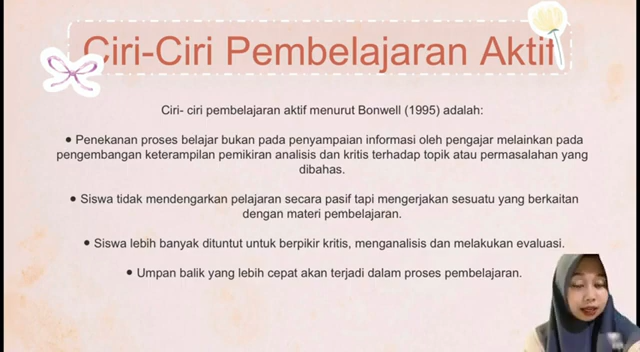 Ciri-Ciri Pembelajaran Aktif
Ciri- ciri pembelajaran aktif menurut Bonwell (1995) adalah:
● Penekanan proses belajar bukan pada penyampaian informasi oleh pengajar melainkan pada
pengembangan keterampilan pemikiran analisis dan kritis terhadap topik atau permasalahan yang
dibahas.
● Siswa tidak mendengarkan pelajaran secara pasif tapi mengerjakan sesuatu yang berkaitan
dengan materi pembelajaran.
● Siswa lebih banyak dituntut untuk berpikir kritis, menganalisis dan melakukan evaluasi.
● Umpan balik yang lebih cepat akan terjadi dalam proses pembelajaran.